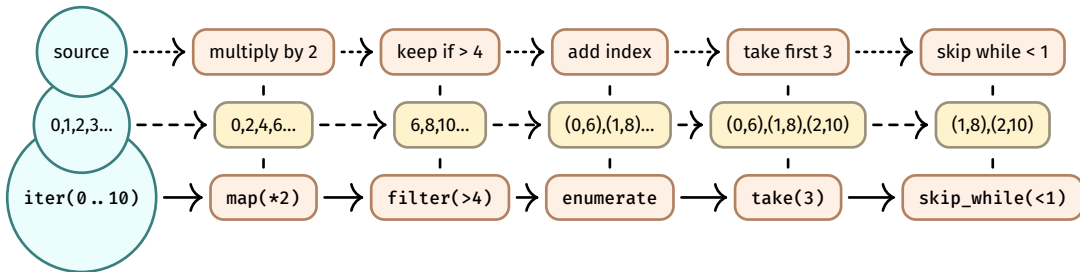 source
multiply by 2
keep if > 4
add index
take first 3
skip while < 1
0,1,2,3...
0,2,4,6...
6,8,10...
(0,6),(1,8)...
(0,6),(1,8),(2,10)
(1,8),(2,10)
iter(0..10)
map(*2)
filter(>4)
enumerate
take(3)
skip_while(<1)